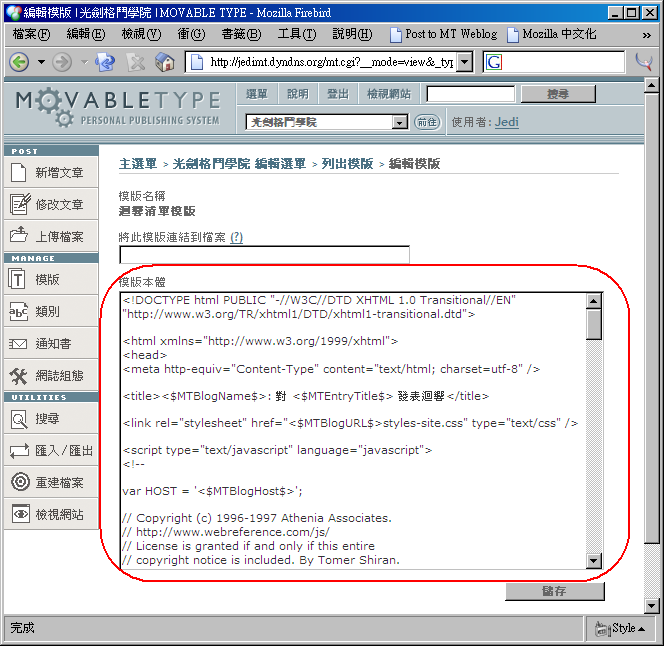 編輯模版 | 光劍格鬥學院 | MOVABLE TYPE - Mozilla Firebird
檔案(F) 編輯(E) 檢視(V) 衝(G) 書籤(B) 工具(T) 說明(H) Post to MT Weblog Mozilla 中文化 »
http://jedimt.dyndns.org/mt.cgi?__mode=view&_typ
G
MOVABLETYPE
PERSONAL PUBLISHING SYSTEM
選單 說明 登出 檢視網站 搜尋
光劍格鬥學院 前往 使用者: Jedi
POST
新增文章
修改文章
上傳檔案
MANAGE
模版
類別
通知書
網誌組態
UTILITIES
搜尋
匯入/匯出
重建檔案
檢視網站
主選單 > 光劍格鬥學院 編輯選單 > 列出模版 > 編輯模版
模版名稱
迴響清單模版
將此模版連結到檔案 (?)
模版本體
<!DOCTYPE html PUBLIC "-//W3C//DTD XHTML 1.0 Transitional//EN"
"http://www.w3.org/TR/xhtml1/DTD/xhtml1-transitional.dtd">
<html xmlns="http://www.w3.org/1999/xhtml">
<head>
<meta http-equiv="Content-Type" content="text/html; charset=utf-8" />
<title><$MTBlogName$>: 對 <$MTEntryTitle$> 發表迴響</title>
<link rel="stylesheet" href="<$MTBlogURL$>styles-site.css" type="text/css" />
<script type="text/javascript" language="javascript">
<!--
var HOST = '<$MTBlogHost$>';
// Copyright (c) 1996-1997 Athenia Associates.
// http://www.webreference.com/js/
// License is granted if and only if this entire
// copyright notice is included. By Tomer Shiran.
儲存
完成
Style